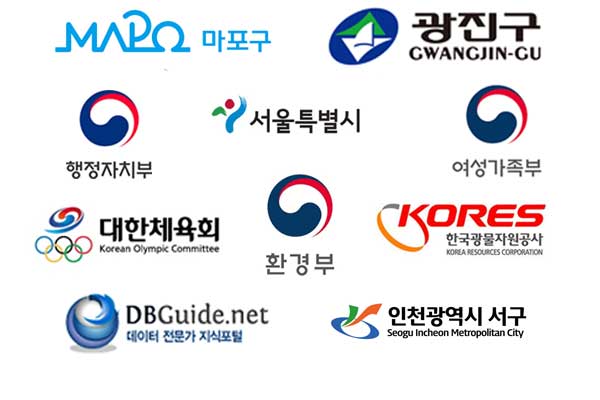 MAPO 마포구
광진구
GWANGJIN-GU
행정자치부
서울특별시
여성가족부
대한체육회
Korean Olympic Committee
환경부
KORES
한국광물자원공사
KOREA RESOURCES CORPORATION
DBGuide.net
데이터 전문가 지식포털
인천광역시 서구
Seogu Incheon Metropolitan City